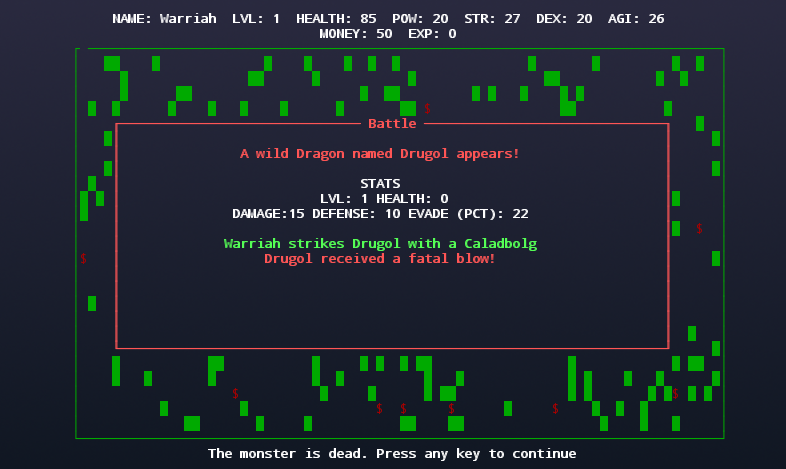 NAME: Warriah  LVL: 1  HEALTH: 85  POW: 20  STR: 27  DEX: 20  AGI: 26
MONEY: 50  EXP: 0
$
Battle
A wild Dragon named Drugol appears!
STATS
LVL: 1 HEALTH: 0
DAMAGE:15 DEFENSE: 10 EVADE (PCT): 22
$
Warriah strikes Drugol with a Caladbolg
$ Drugol received a fatal blow!
$ $
$ $ $ $
The monster is dead. Press any key to continue